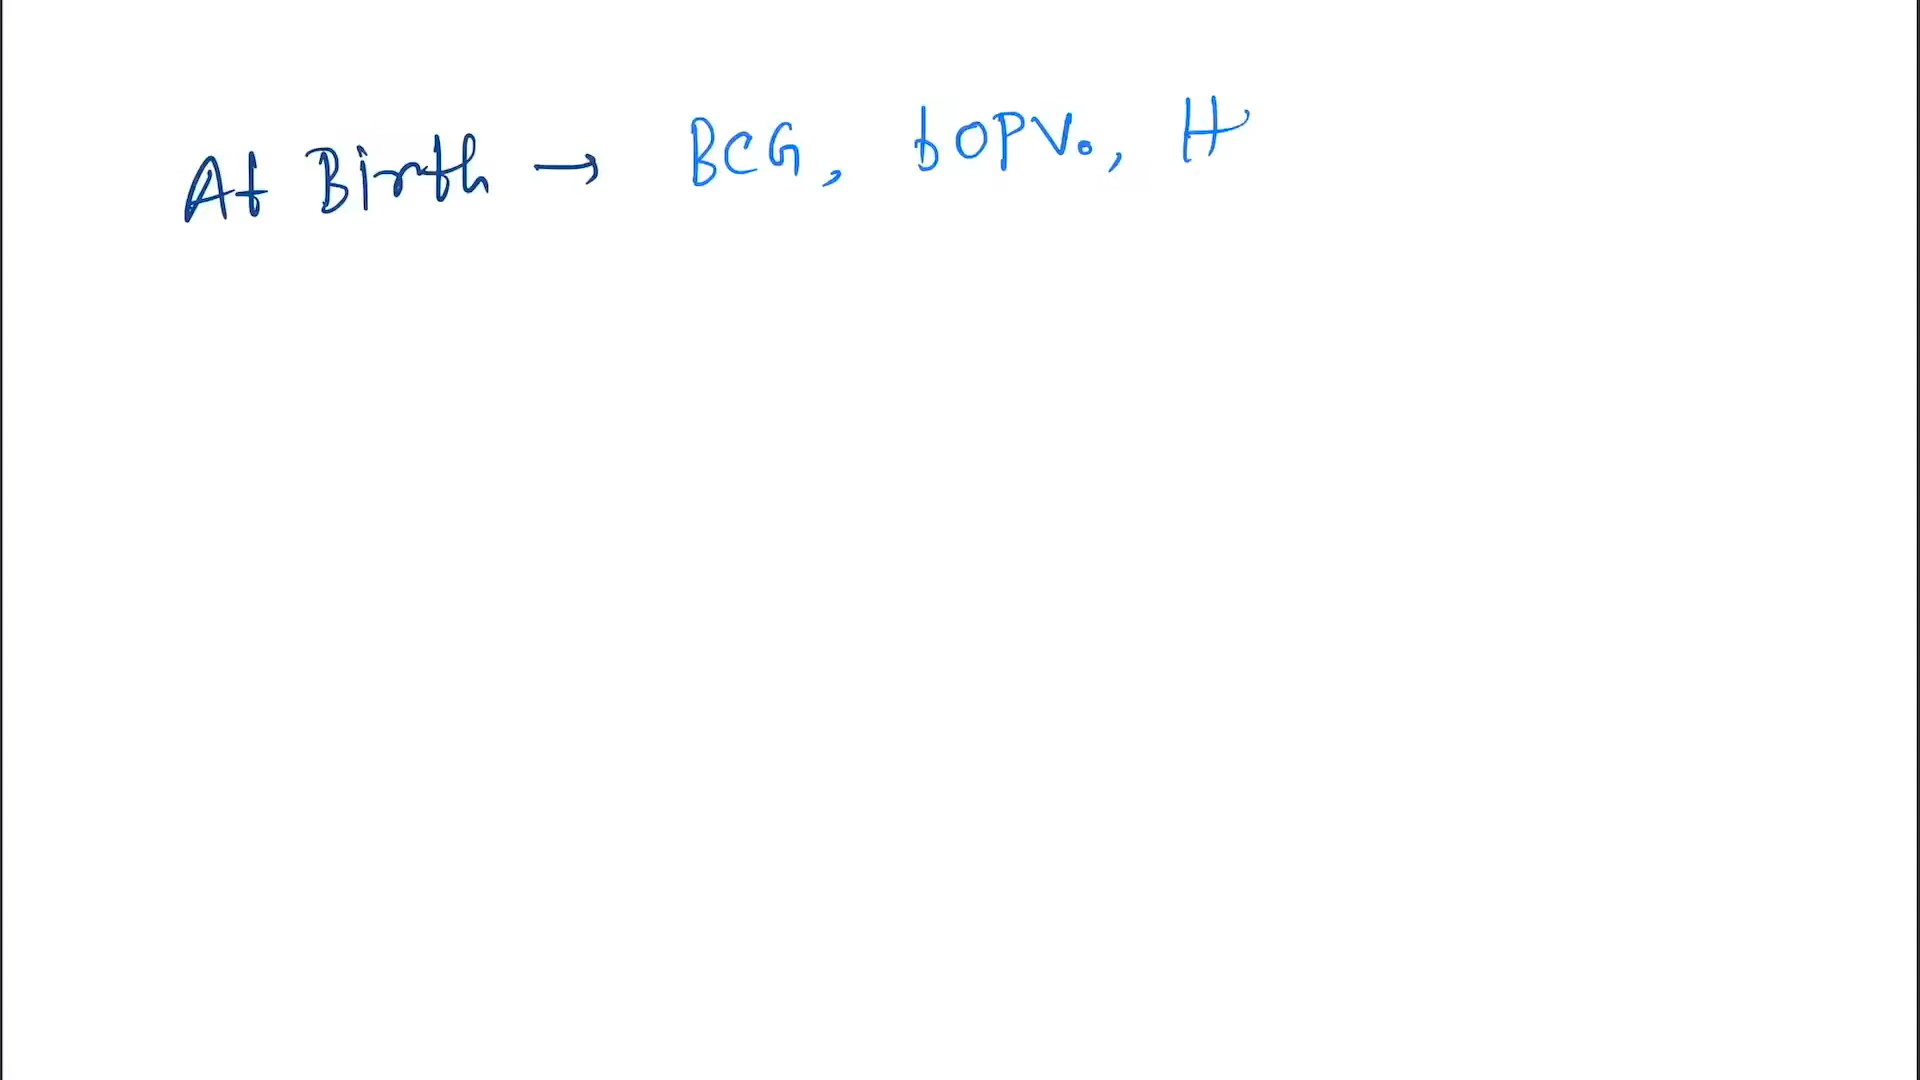 At Birth → BCG, bOPV₀, H